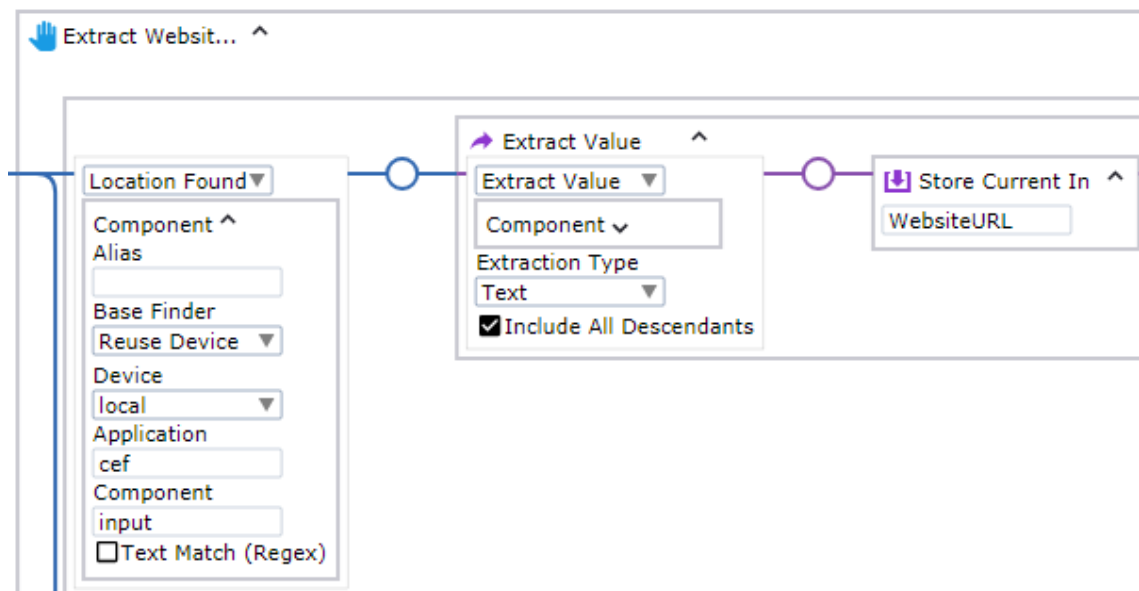 Extract Websit...
Location Found
Component
Alias
Base Finder
Reuse Device
Device
local
Application
cef
Component
input
Text Match (Regex)
Extract Value
Extract Value
Component
Extraction Type
Text
Include All Descendants
Store Current In
WebsiteURL